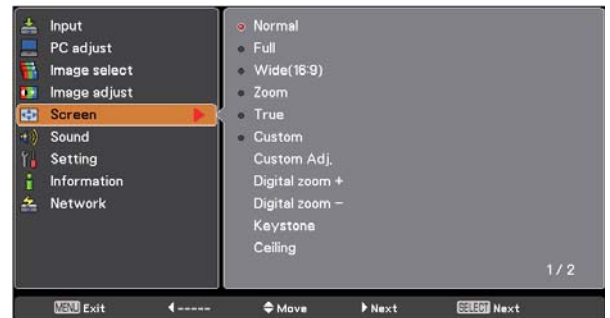 Input
PC adjust
Image select
Image adjust
Screen
Sound
Setting
Information
Network
Normal
Full
Wide(16:9)
Zoom
True
Custom
Custom Adj.
Digital zoom +
Digital zoom –
Keystone
Ceiling
1 / 2
MENU Exit ----- Move Next SELECT Next